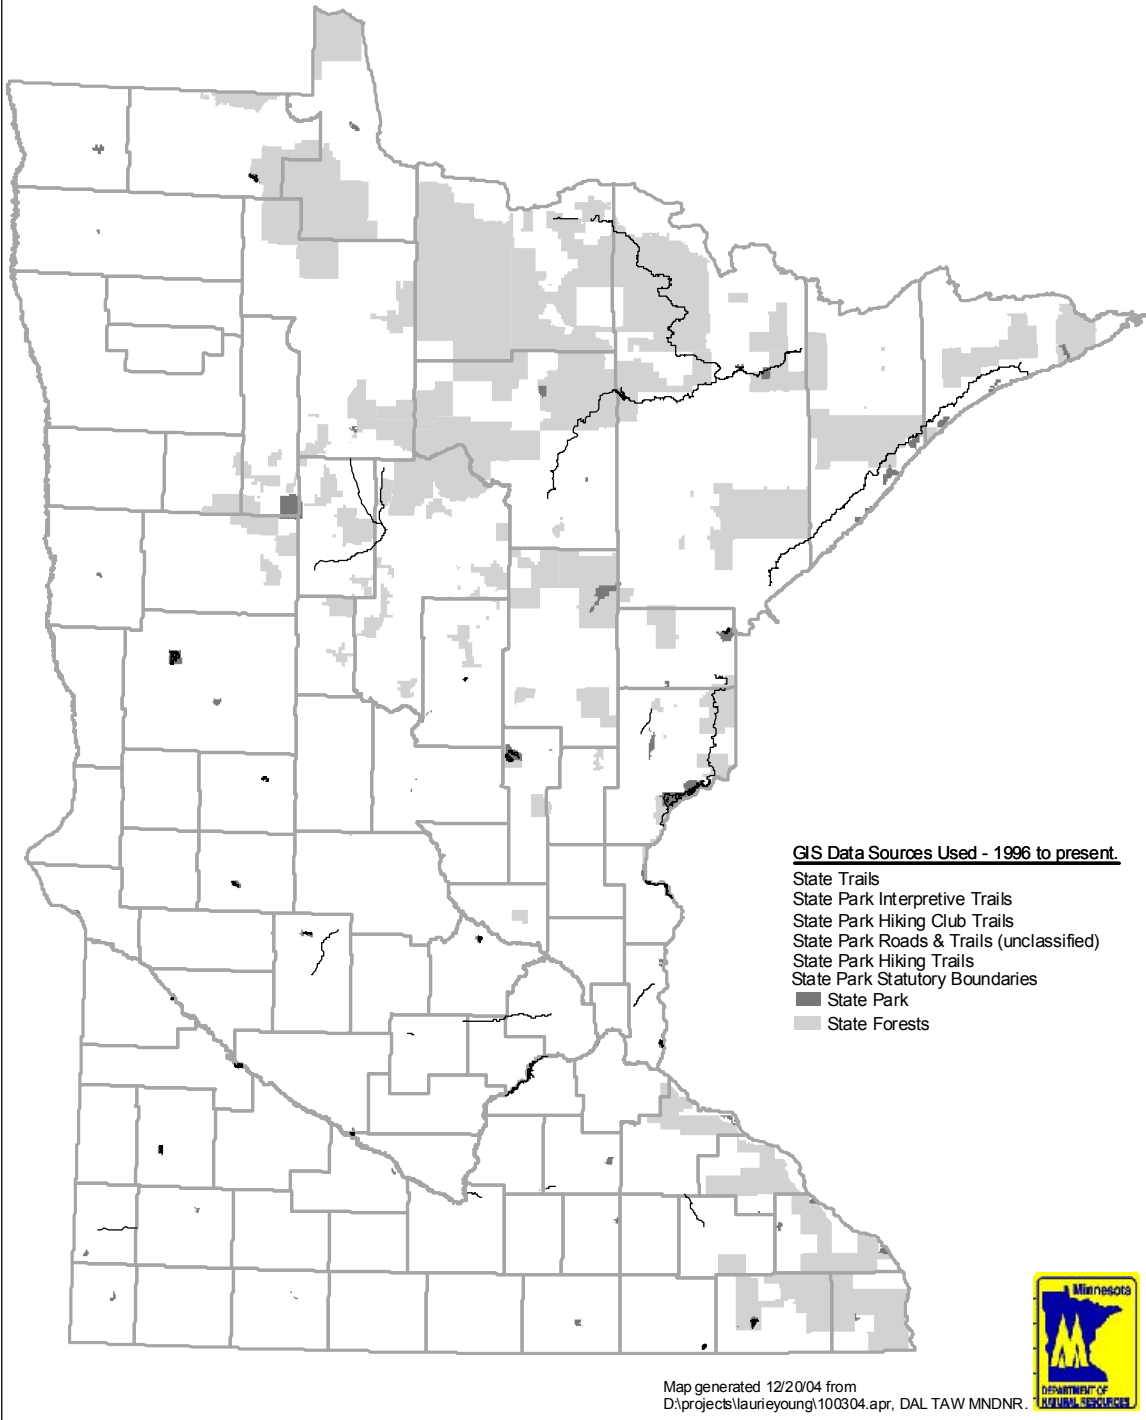 GIS Data Sources Used - 1996 to present.
State Trails
State Park Interpretive Trails
State Park Hiking Club Trails
State Park Roads & Trails (unclassified)
State Park Hiking Trails
State Park Statutory Boundaries
State Park
State Forests
Minnesota
DEPARTMENT OF
NATURAL RESOURCES
Map generated 12/20/04 from
D:\projects\laurieyoung\100304.apr, DAL TAW MNDNR.